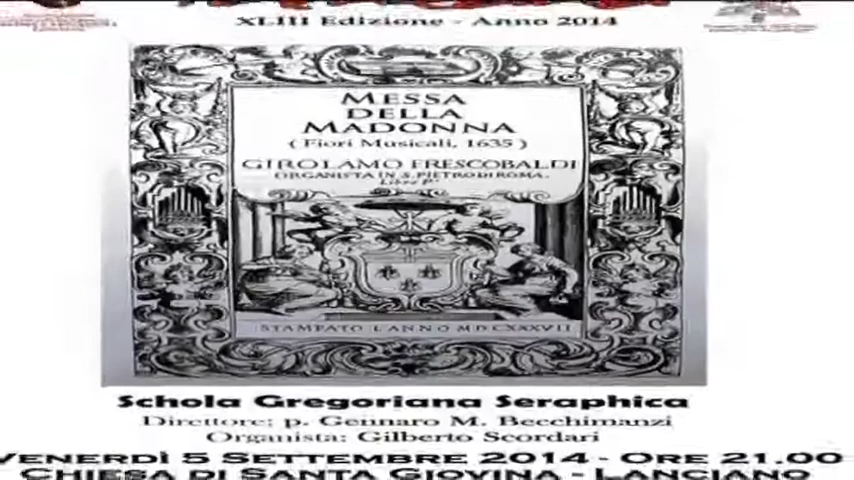 XLIII Edizione - Anno 2014
MESSA
DELLA
MADONNA
(Fiori Musicali, 1635)
GIROLAMO FRESCOBALDI
ORGANISTA IN S. PIETRO DI ROMA.
Libro P.º
STAMPATO L'ANNO MDCXXXVII
Schola Gregoriana Seraphica
Direttore: p. Gennaro M. Becchimanzi
Organista: Gilberto Scordari
VENERDÌ 5 SETTEMBRE 2014 - ORE 21.00
CHIESA DI SANTA GIOVINA - LANCIANO